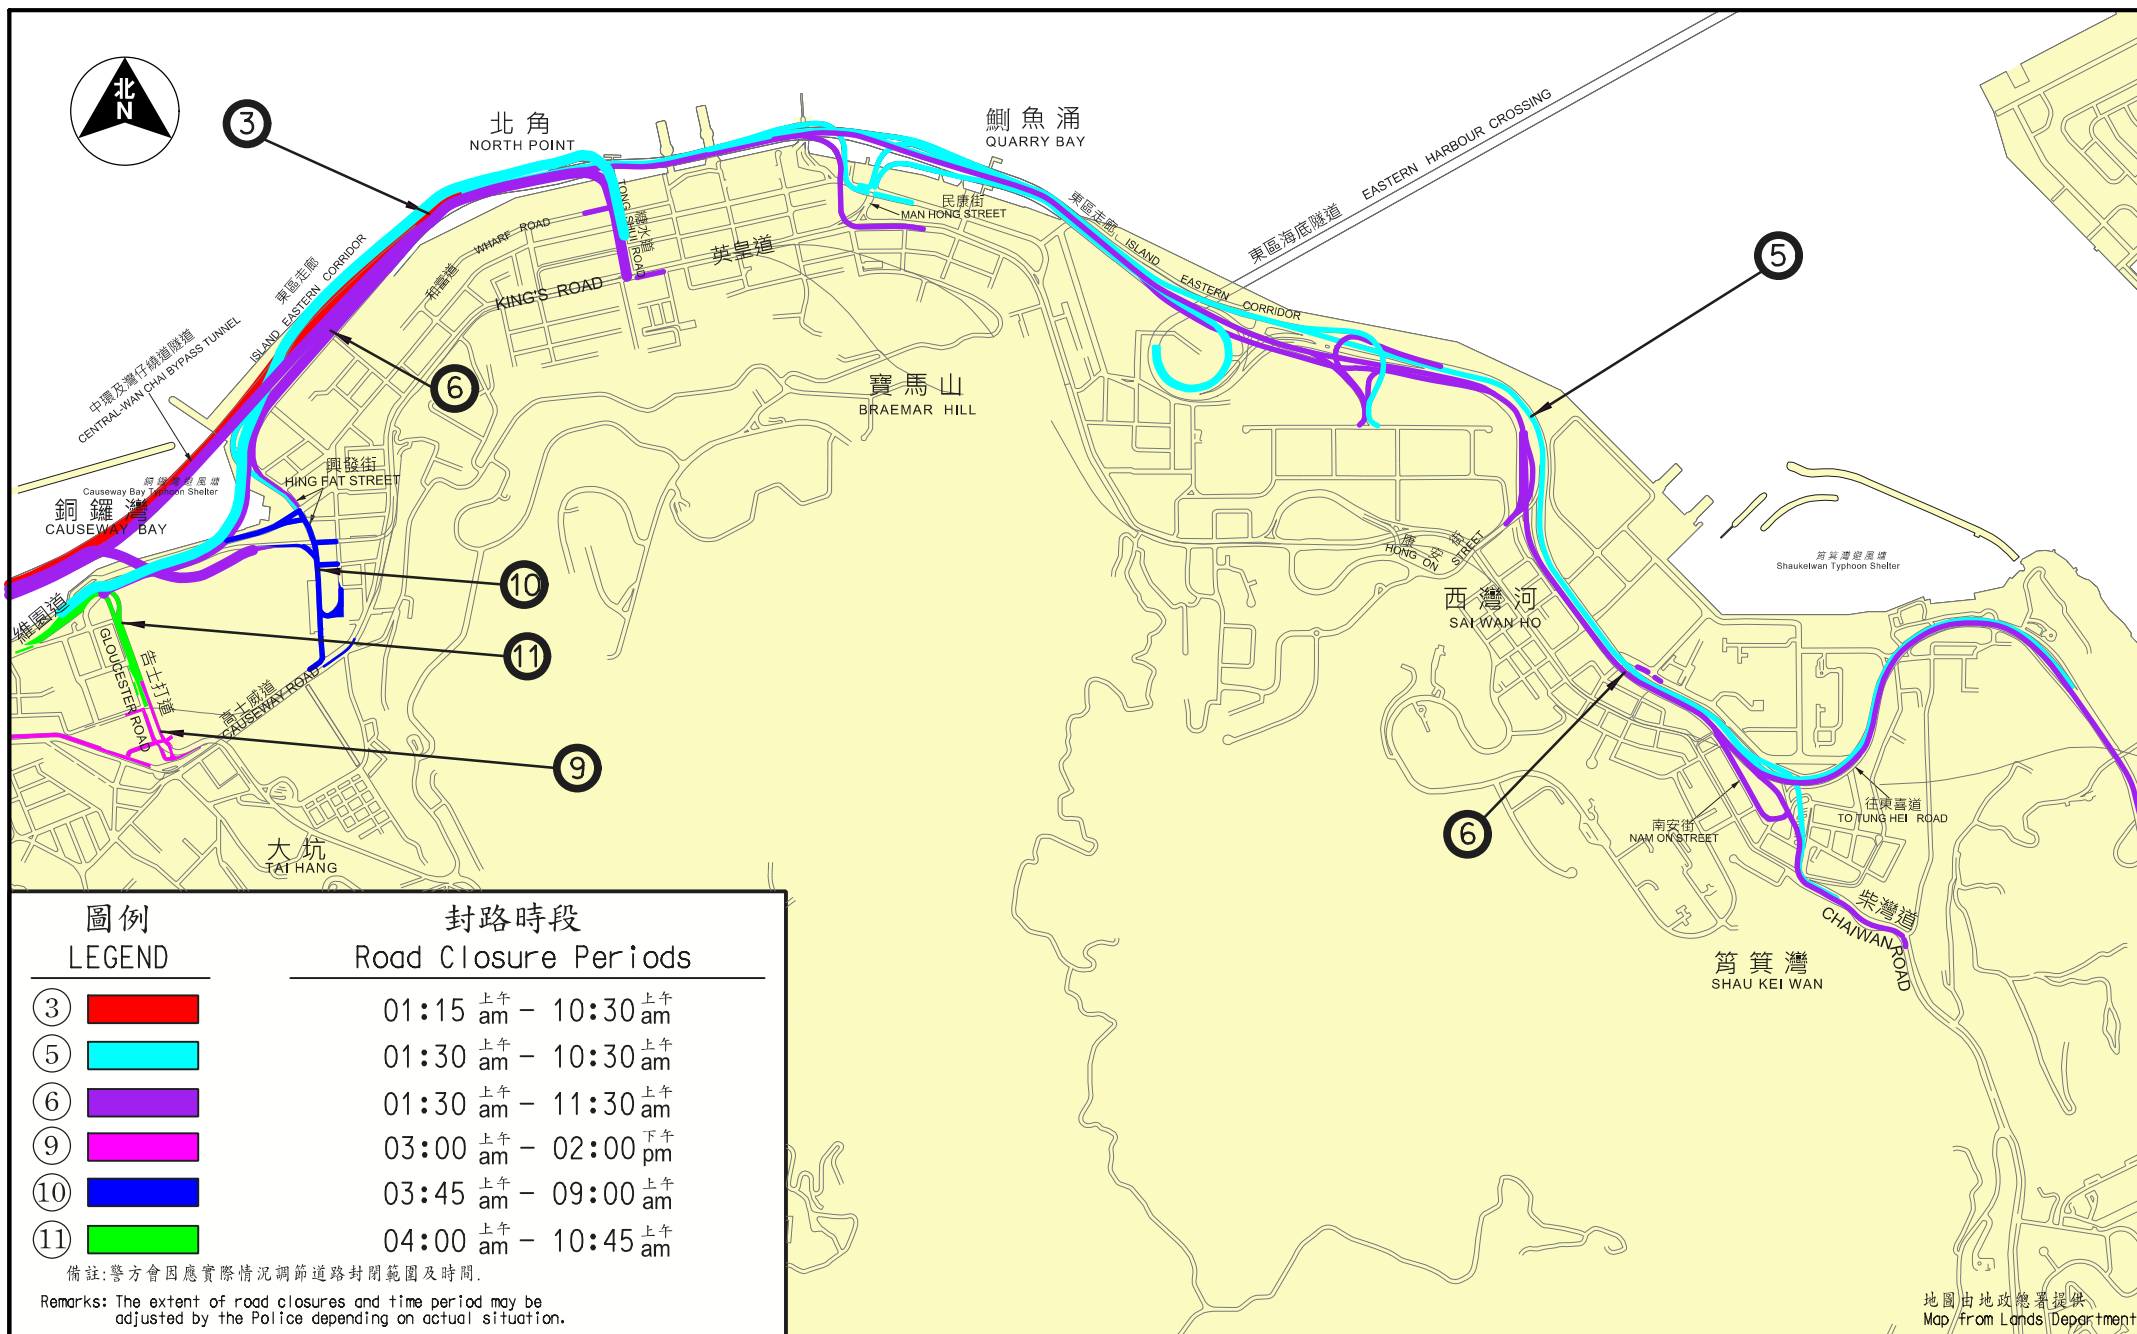 北
N
3
北角
NORTH POINT
鰂魚涌
QUARRY BAY
EASTERN HARBOUR CROSSING
東區海底隧道
民康街
MAN HONG STREET
東區走廊
ISLAND EASTERN CORRIDOR
5
TONG SHUI ROAD
糖水道
WHARF ROAD
和富道
英皇道
KING'S ROAD
東區走廊
ISLAND EASTERN CORRIDOR
中環及灣仔繞道隧道
CENTRAL-WAN CHAI BYPASS TUNNEL
6
寶馬山
BRAEMAR HILL
興發街
HING FAT STREET
銅鑼灣避風塘
Causeway Bay Typhoon Shelter
銅鑼灣
CAUSEWAY BAY
10
11
維園道
GLOUCESTER ROAD
告士打道
高士威道
CAUSEWAY ROAD
9
大坑
TAI HANG
康安街
HONG ON STREET
西灣河
SAI WAN HO
筲箕灣避風塘
Shaukeiwan Typhoon Shelter
6
南安街
NAM ON STREET
往東喜道
TO TUNG HEI ROAD
柴灣道
CHAIWAN ROAD
筲箕灣
SHAU KEI WAN
圖例
LEGEND
封路時段
Road Closure Periods
3 01:15 上午 am - 10:30 上午 am
5 01:30 上午 am - 10:30 上午 am
6 01:30 上午 am - 11:30 上午 am
9 03:00 上午 am - 02:00 下午 pm
10 03:45 上午 am - 09:00 上午 am
11 04:00 上午 am - 10:45 上午 am
備註:警方會因應實際情況調節道路封閉範圍及時間.
Remarks: The extent of road closures and time period may be
adjusted by the Police depending on actual situation.
地圖由地政總署提供
Map from Lands Department